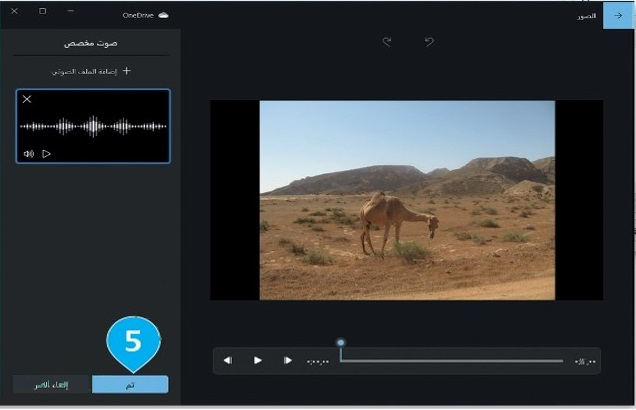 الصور
OneDrive
صوت مخصص
+ إضافة الملف الصوتي
5
تم
إلغاء الأمر